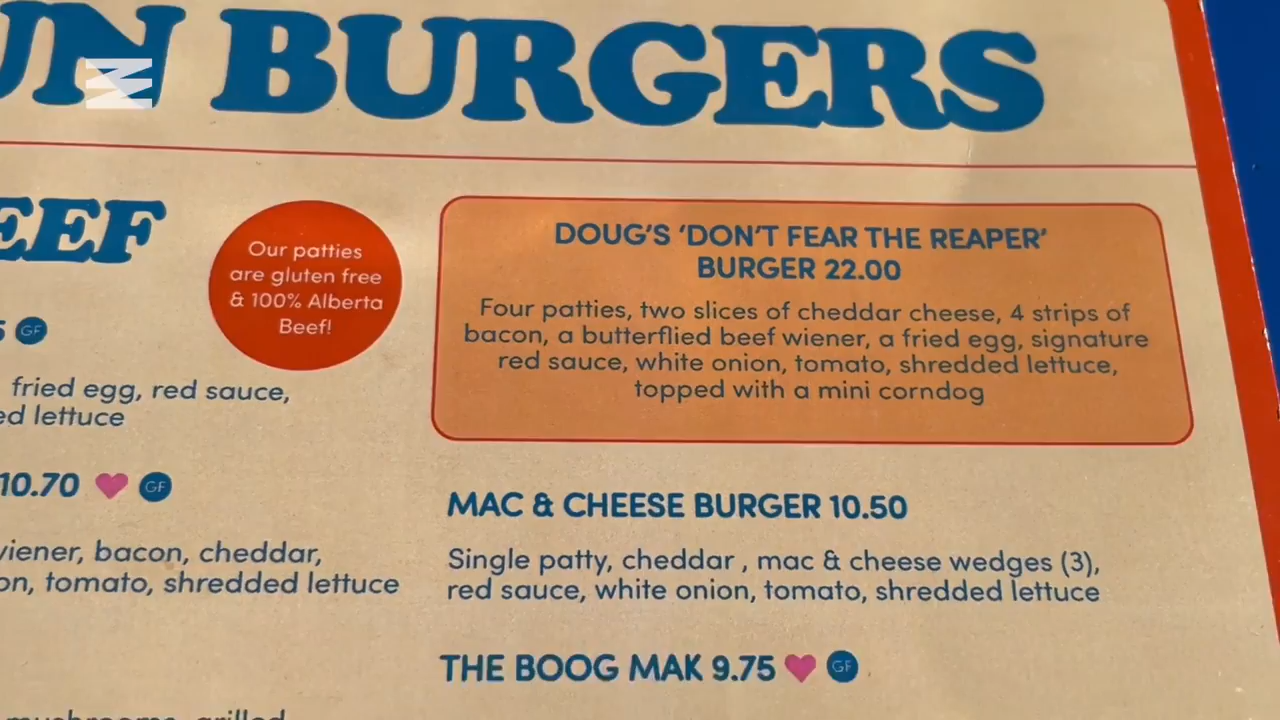 UN BURGERS
EEF
Our patties
are gluten free
& 100% Alberta
Beef!
GF
fried egg, red sauce,
ed lettuce
10.70 GF
wiener, bacon, cheddar,
on, tomato, shredded lettuce
mushrooms, grilled
DOUG'S 'DON'T FEAR THE REAPER'
BURGER 22.00
Four patties, two slices of cheddar cheese, 4 strips of
bacon, a butterflied beef wiener, a fried egg, signature
red sauce, white onion, tomato, shredded lettuce,
topped with a mini corndog
MAC & CHEESE BURGER 10.50
Single patty, cheddar , mac & cheese wedges (3),
red sauce, white onion, tomato, shredded lettuce
THE BOOG MAK 9.75 GF